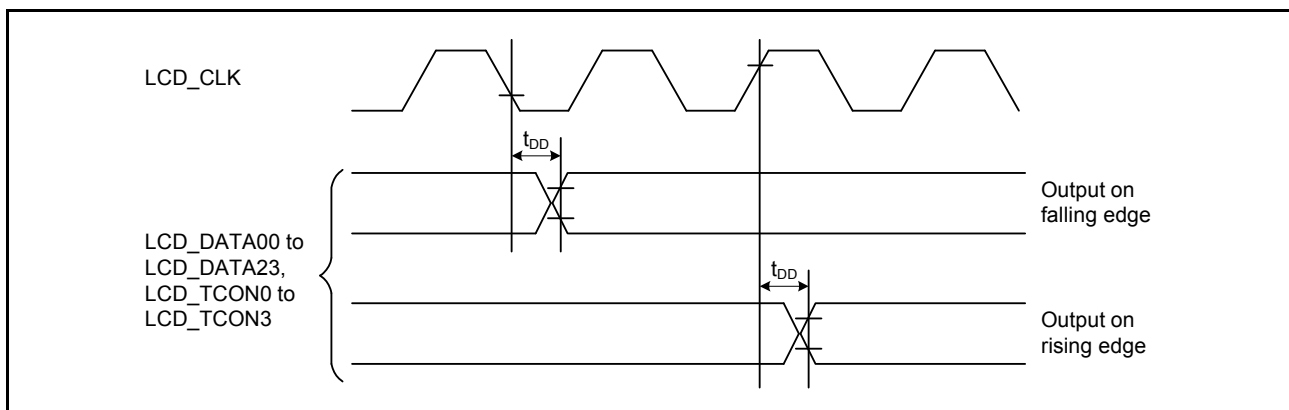 LCD_CLK
tDD
Output on
falling edge
LCD_DATA00 to
LCD_DATA23,
LCD_TCON0 to
LCD_TCON3
tDD
Output on
rising edge